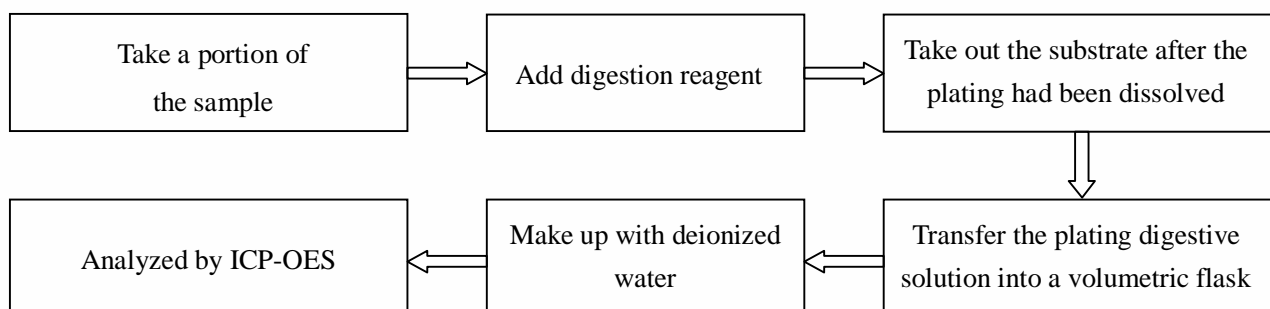 Take a portion of
the sample
Add digestion reagent
Take out the substrate after the
plating had been dissolved
Transfer the plating digestive
solution into a volumetric flask
Make up with deionized
water
Analyzed by ICP-OES